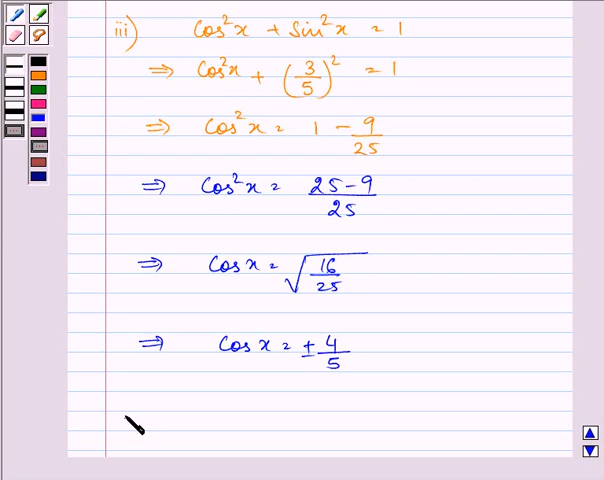 iii) cos²x + sin²x = 1
⇒ cos²x + (3/5)² = 1
⇒ cos²x = 1 - 9/25
⇒ cos²x = 25-9/25
⇒ cos x = √16/25
⇒ cos x = ± 4/5